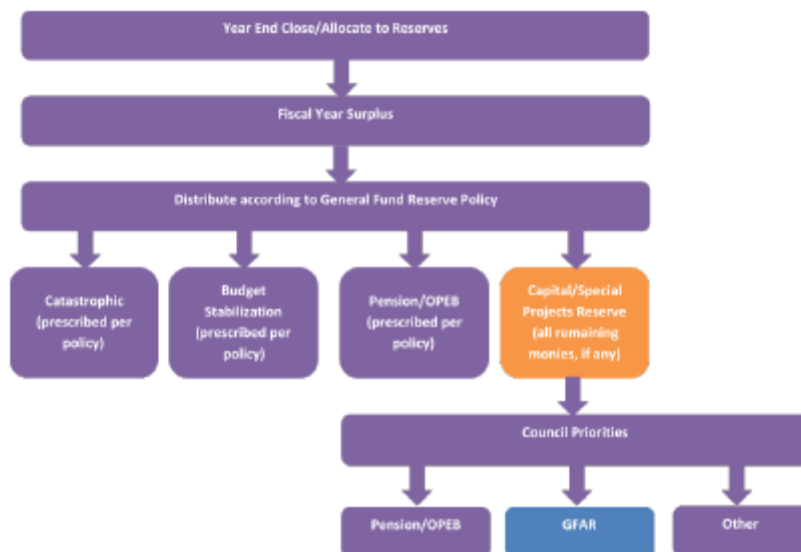 Year End Close/Allocate to Reserves
Fiscal Year Surplus
Distribute according to General Fund Reserve Policy
Catastrophic
(prescribed per
policy)
Budget
Stabilization
(prescribed per
policy)
Pension/OPEB
(prescribed per
policy)
Capital/Special
Projects Reserve
(all remaining
monies, if any)
Council Priorities
Pension/OPEB
GFAR
Other